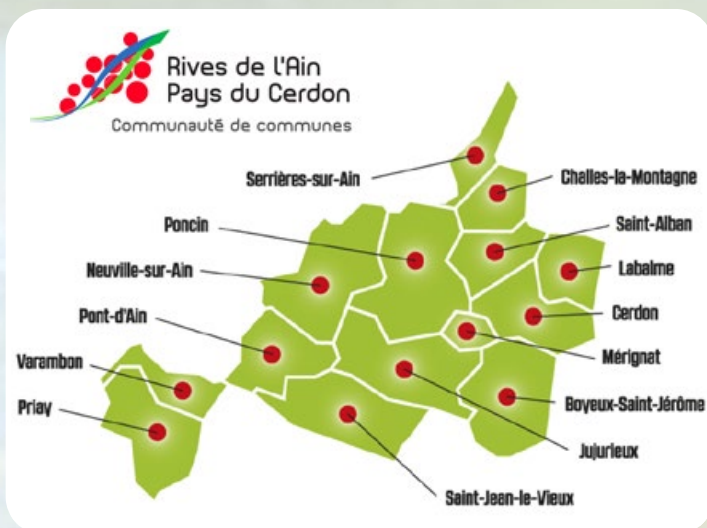 Rives de l'Ain
Pays du Cerdon
Communauté de communes
Serrières-sur-Ain
Challes-la-Montagne
Poncin
Saint-Alban
Neuville-sur-Ain
Labalme
Pont-d'Ain
Cerdon
Varambon
Mérignat
Priay
Boyeux-Saint-Jérôme
Jujurieux
Saint-Jean-le-Vieux